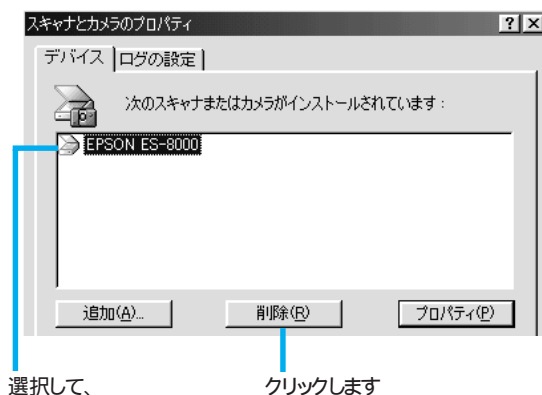 スキャナとカメラのプロパティ
? ×
デバイス ログの設定
次のスキャナまたはカメラがインストールされています:
EPSON ES-8000
追加(A)... 削除(R) プロパティ(P)
選択して、 クリックします